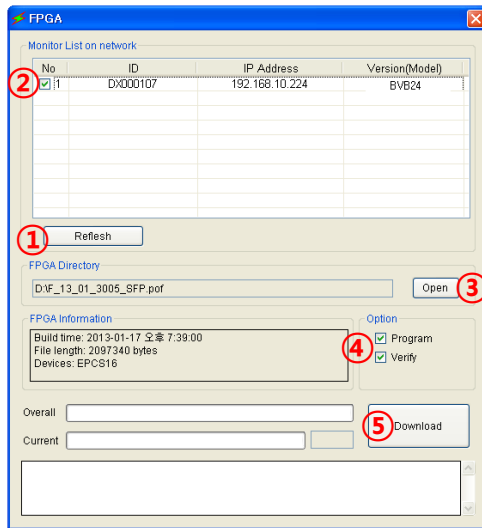 FPGA
Monitor List on network
No ID IP Address Version(Model)
② 1 DX000107 192.168.10.224 BVB24
① Reflesh
FPGA Directory
D:\F_13_01_3005_SFP.pof Open ③
FPGA Information
Build time: 2013-01-17 오후 7:39:00
File length: 2097340 bytes
Devices: EPCS16
Option
④ Program
Verify
Overall
Current
⑤ Download